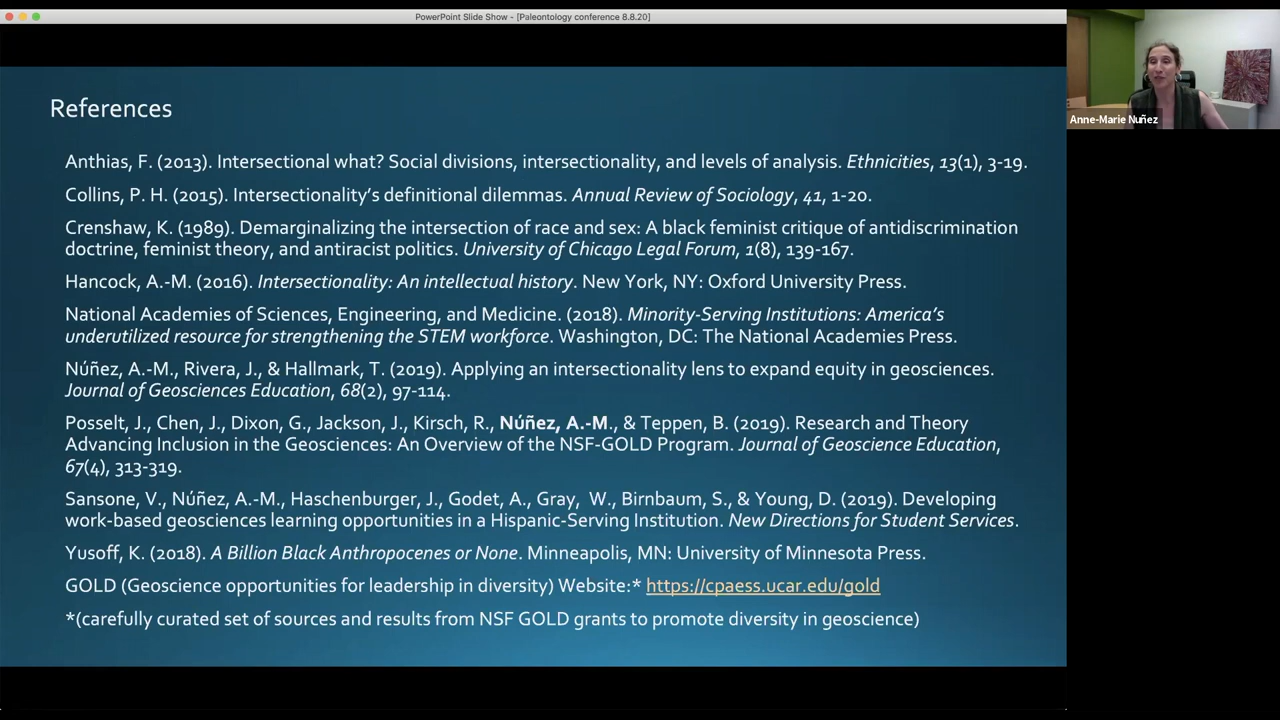 PowerPoint Slide Show - [Paleontology conference 8.8.20]
References
Anthias, F. (2013). Intersectional what? Social divisions, intersectionality, and levels of analysis. Ethnicities, 13(1), 3-19.
Collins, P. H. (2015). Intersectionality's definitional dilemmas. Annual Review of Sociology, 41, 1-20.
Crenshaw, K. (1989). Demarginalizing the intersection of race and sex: A black feminist critique of antidiscrimination
doctrine, feminist theory, and antiracist politics. University of Chicago Legal Forum, 1(8), 139-167.
Hancock, A.-M. (2016). Intersectionality: An intellectual history. New York, NY: Oxford University Press.
National Academies of Sciences, Engineering, and Medicine. (2018). Minority-Serving Institutions: America's
underutilized resource for strengthening the STEM workforce. Washington, DC: The National Academies Press.
Núñez, A.-M., Rivera, J., & Hallmark, T. (2019). Applying an intersectionality lens to expand equity in geosciences.
Journal of Geosciences Education, 68(2), 97-114.
Posselt, J., Chen, J., Dixon, G., Jackson, J., Kirsch, R., Núñez, A.-M., & Teppen, B. (2019). Research and Theory
Advancing Inclusion in the Geosciences: An Overview of the NSF-GOLD Program. Journal of Geoscience Education,
67(4), 313-319.
Sansone, V., Núñez, A.-M., Haschenburger, J., Godet, A., Gray, W., Birnbaum, S., & Young, D. (2019). Developing
work-based geosciences learning opportunities in a Hispanic-Serving Institution. New Directions for Student Services.
Yusoff, K. (2018). A Billion Black Anthropocenes or None. Minneapolis, MN: University of Minnesota Press.
GOLD (Geoscience opportunities for leadership in diversity) Website:* https://cpaess.ucar.edu/gold
*(carefully curated set of sources and results from NSF GOLD grants to promote diversity in geoscience)
Anne-Marie Nuñez